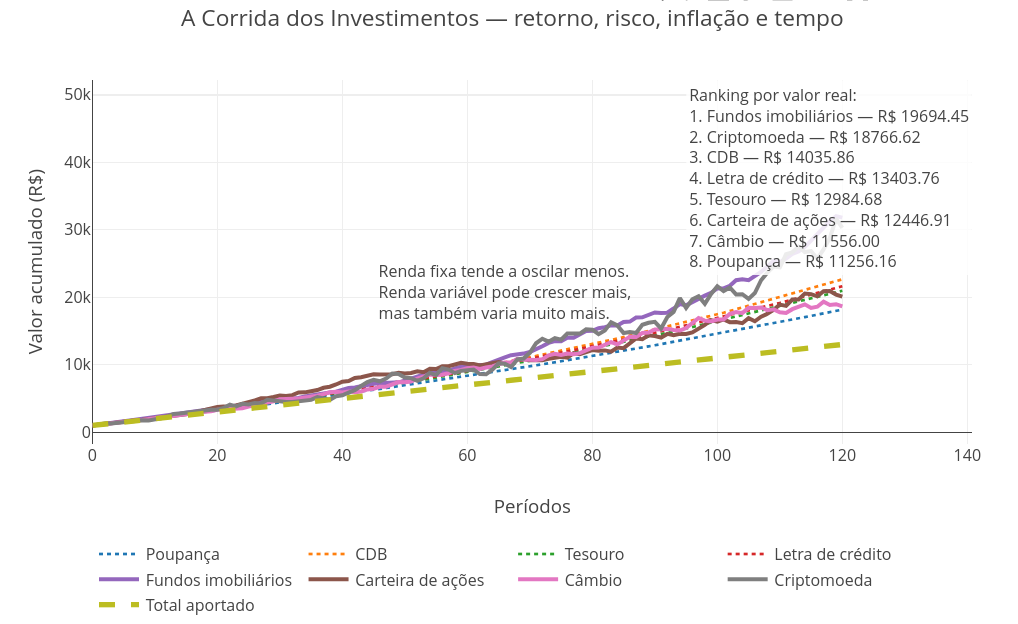 A Corrida dos Investimentos — retorno, risco, inflação e tempo
50k
40k
30k
20k
10k
0
Valor acumulado (R$)
Ranking por valor real:
1. Fundos imobiliários — R$ 19694.45
2. Criptomoeda — R$ 18766.62
3. CDB — R$ 14035.86
4. Letra de crédito — R$ 13403.76
5. Tesouro — R$ 12984.68
6. Carteira de ações — R$ 12446.91
7. Câmbio — R$ 11556.00
8. Poupança — R$ 11256.16
Renda fixa tende a oscilar menos.
Renda variável pode crescer mais,
mas também varia muito mais.
0 20 40 60 80 100 120 140
Períodos
Poupança CDB Tesouro Letra de crédito
Fundos imobiliários Carteira de ações Câmbio Criptomoeda
Total aportado